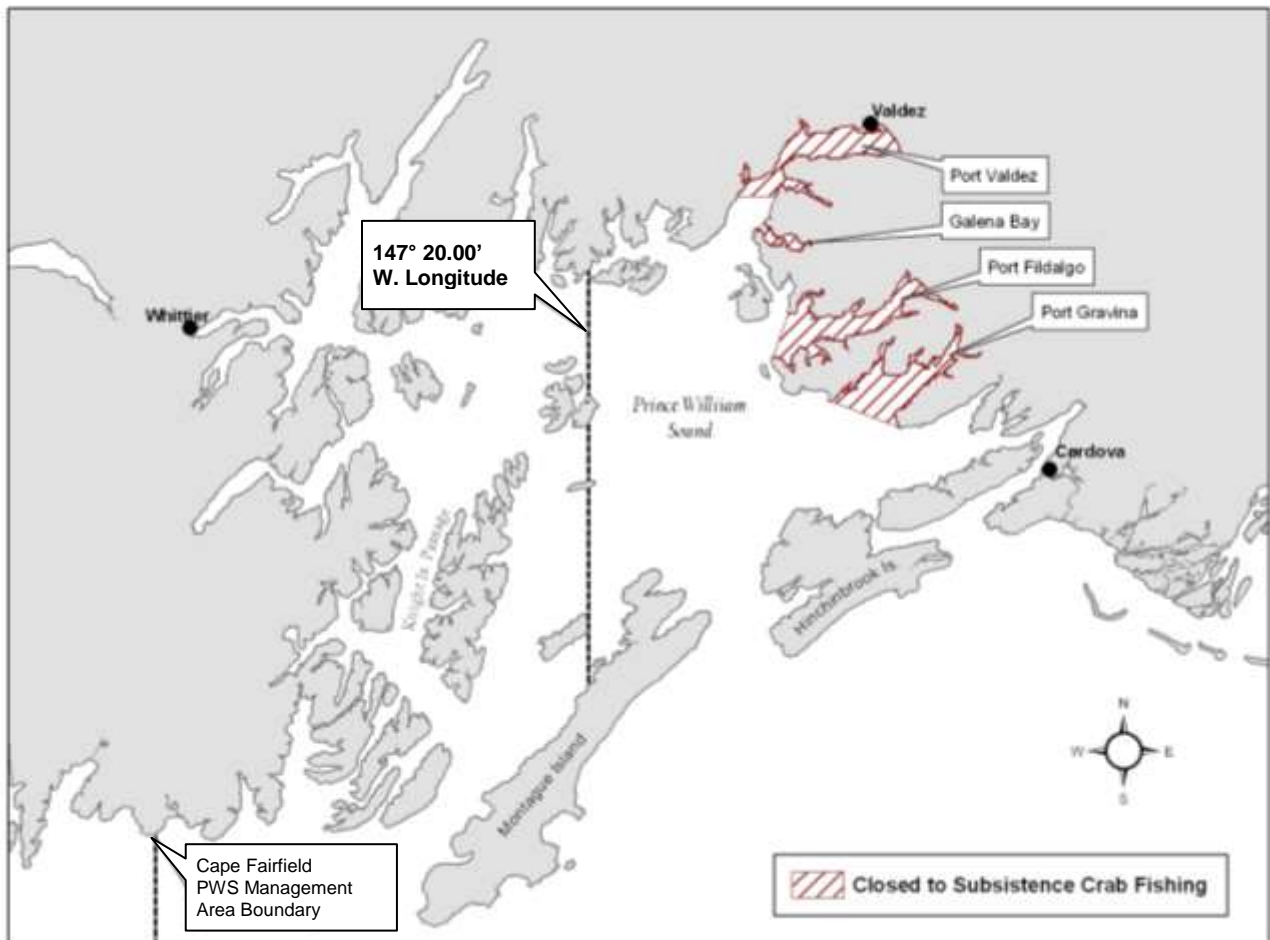 Valdez
Port Valdez
Galena Bay
147° 20.00’
W. Longitude
Port Fildalgo
Port Gravina
Whittier
Prince William
Sound
Cordova
Knight Is. Passage
Hinchinbrook Is.
Montague Island
N
W
E
S
Cape Fairfield
PWS Management
Area Boundary
Closed to Subsistence Crab Fishing